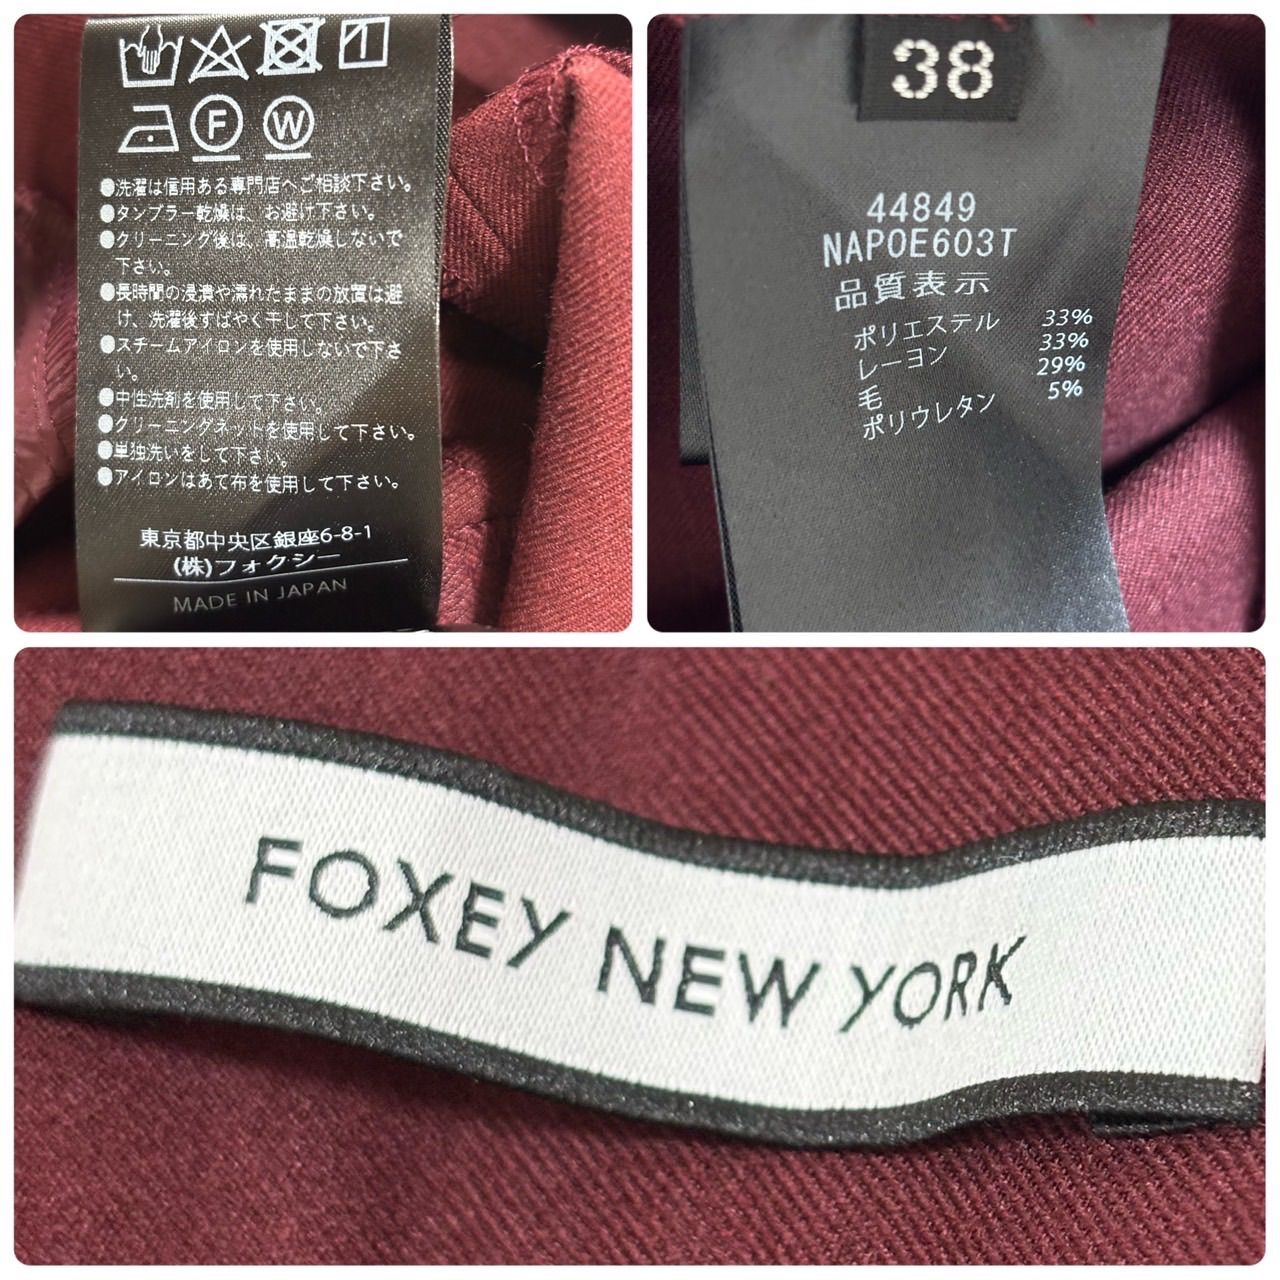 F
W
●洗濯は信用ある専門店へご相談下さい。
●タンブラー乾燥は、お避け下さい。
●クリーニング後は、高温乾燥しないで
下さい。
●長時間の浸漬や濡れたままの放置は避
け、洗濯後すばやく干して下さい。
●スチームアイロンを使用しないで下さ
い。
●中性洗剤を使用して下さい。
●クリーニングネットを使用して下さい。
●単独洗いをして下さい。
●アイロンはあて布を使用して下さい。
東京都中央区銀座6-8-1
(株)フォクシー
MADE IN JAPAN
38
44849
NAP0E603T
品質表示
ポリエステル 33%
レーヨン 33%
毛 29%
ポリウレタン 5%
FOXEY NEW YORK